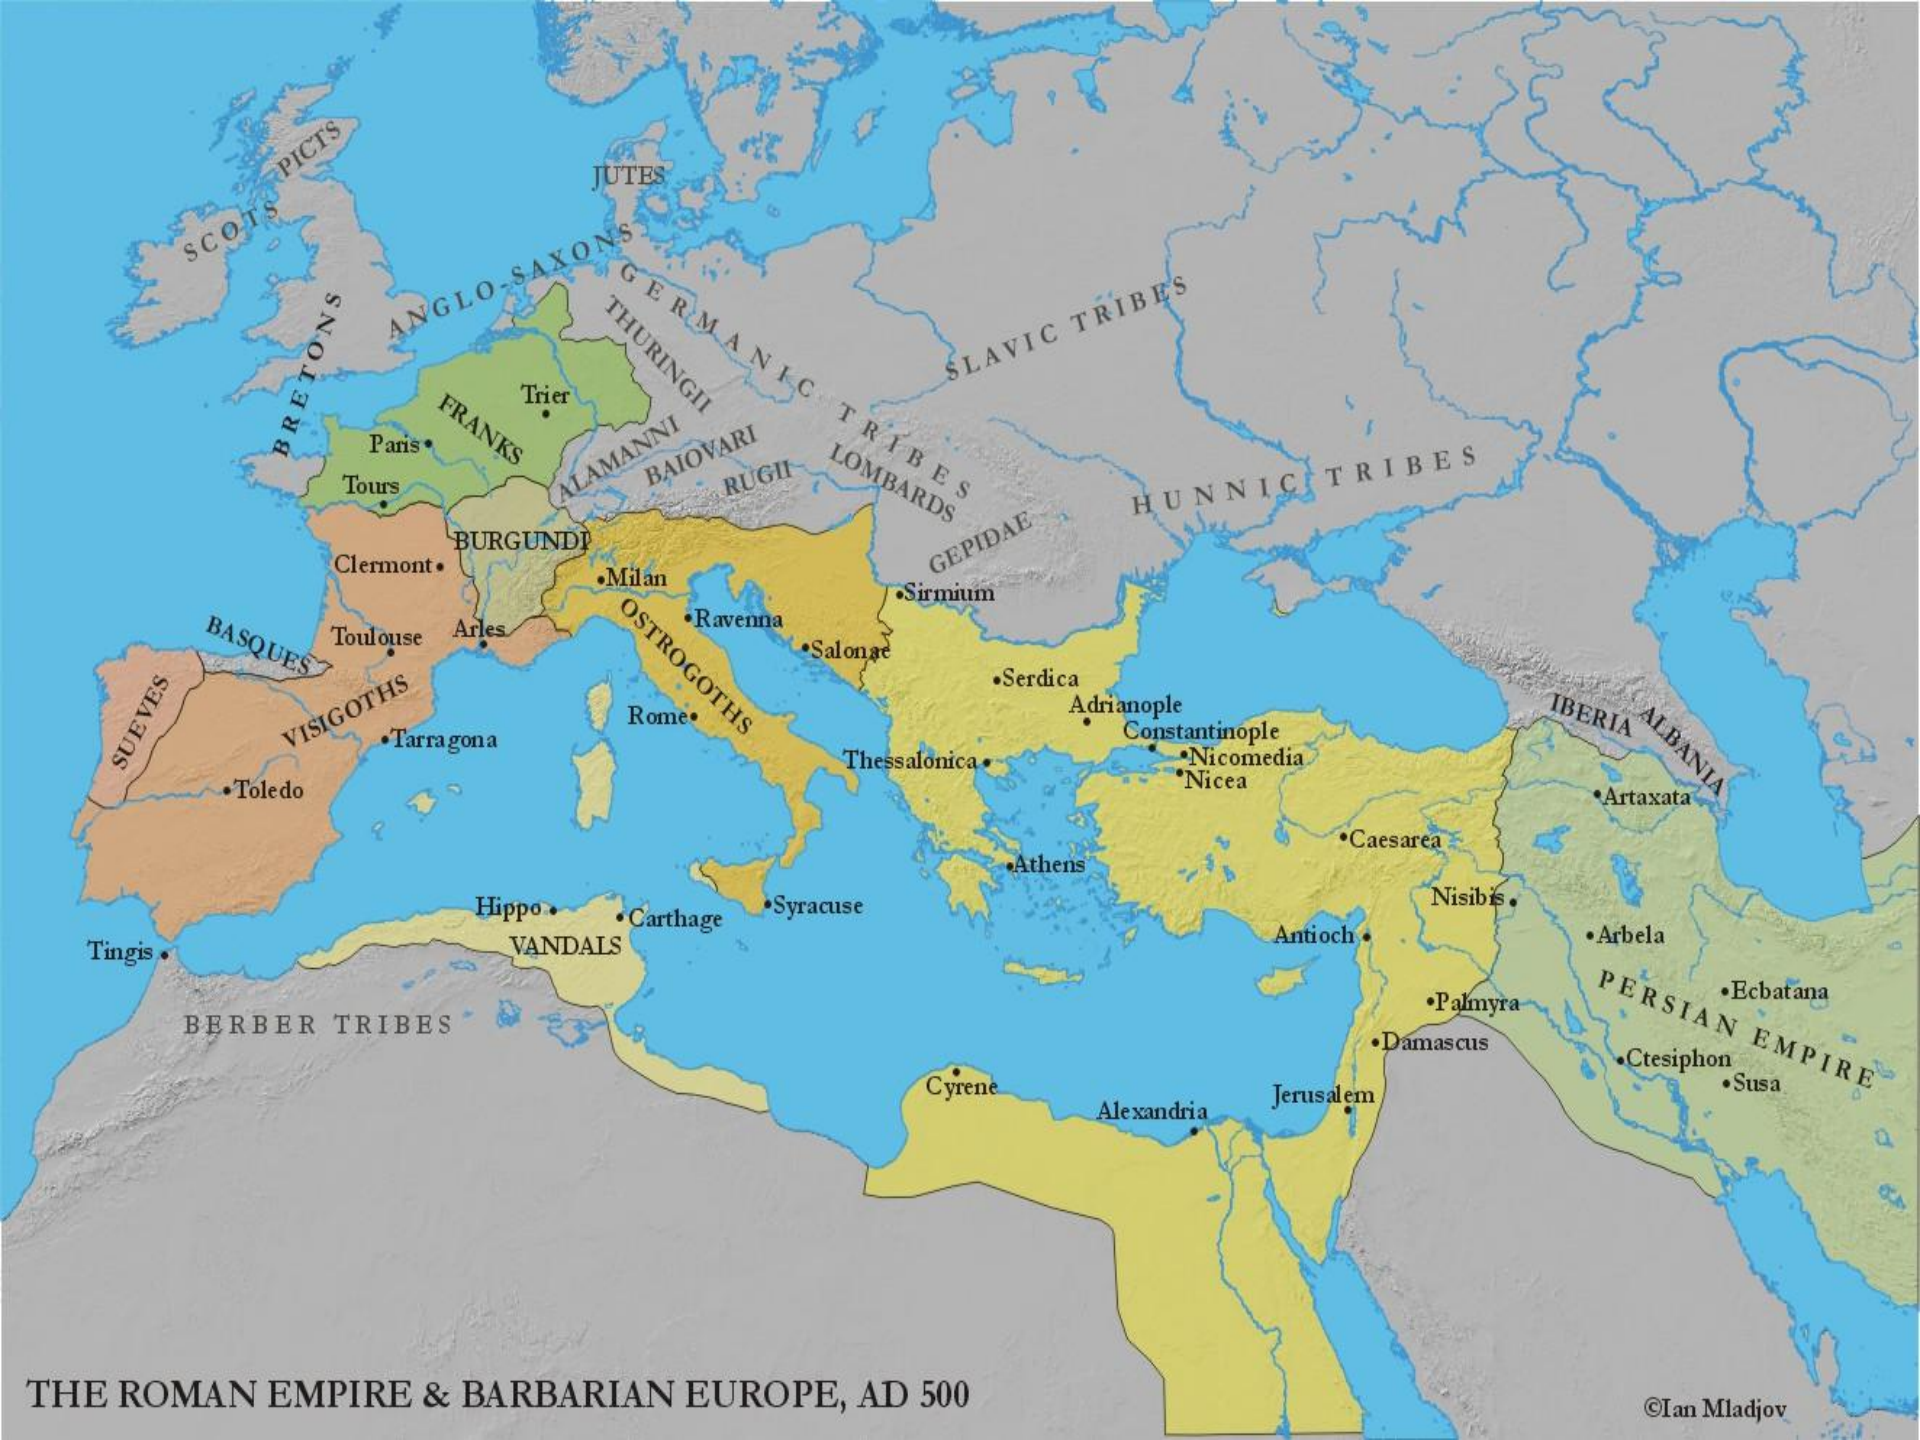 PICTS
JUTES
SCOTS
ANGLO-SAXONS
GERMANIC TRIBES
THURINGII
SLAVIC TRIBES
BRETONS
Trier
FRANKS
Paris
ALAMANNI
BAIOVARI
RUGII
LOMBARDS
HUNNIC TRIBES
Tours
BURGUNDI
GEPIDAE
Clermont
Milan
Sirmium
OSTROGOTHS
Ravenna
BASQUES
Toulouse
Arles
Salonae
SUEVES
VISIGOTHS
Serdica
Adrianople
IBERIA
ALBANIA
Rome
Constantinople
Tarragona
Thessalonica
Nicomedia
Nicea
Toledo
Artaxata
Caesarea
Athens
Nisibis
Hippo
Carthage
Syracuse
VANDALS
Antioch
Arbela
Tingis
PERSIAN EMPIRE
Ecbatana
Palmyra
BERBER TRIBES
Damascus
Ctesiphon
Susa
Cyrene
Jerusalem
Alexandria
THE ROMAN EMPIRE & BARBARIAN EUROPE, AD 500
©Ian Mladjov